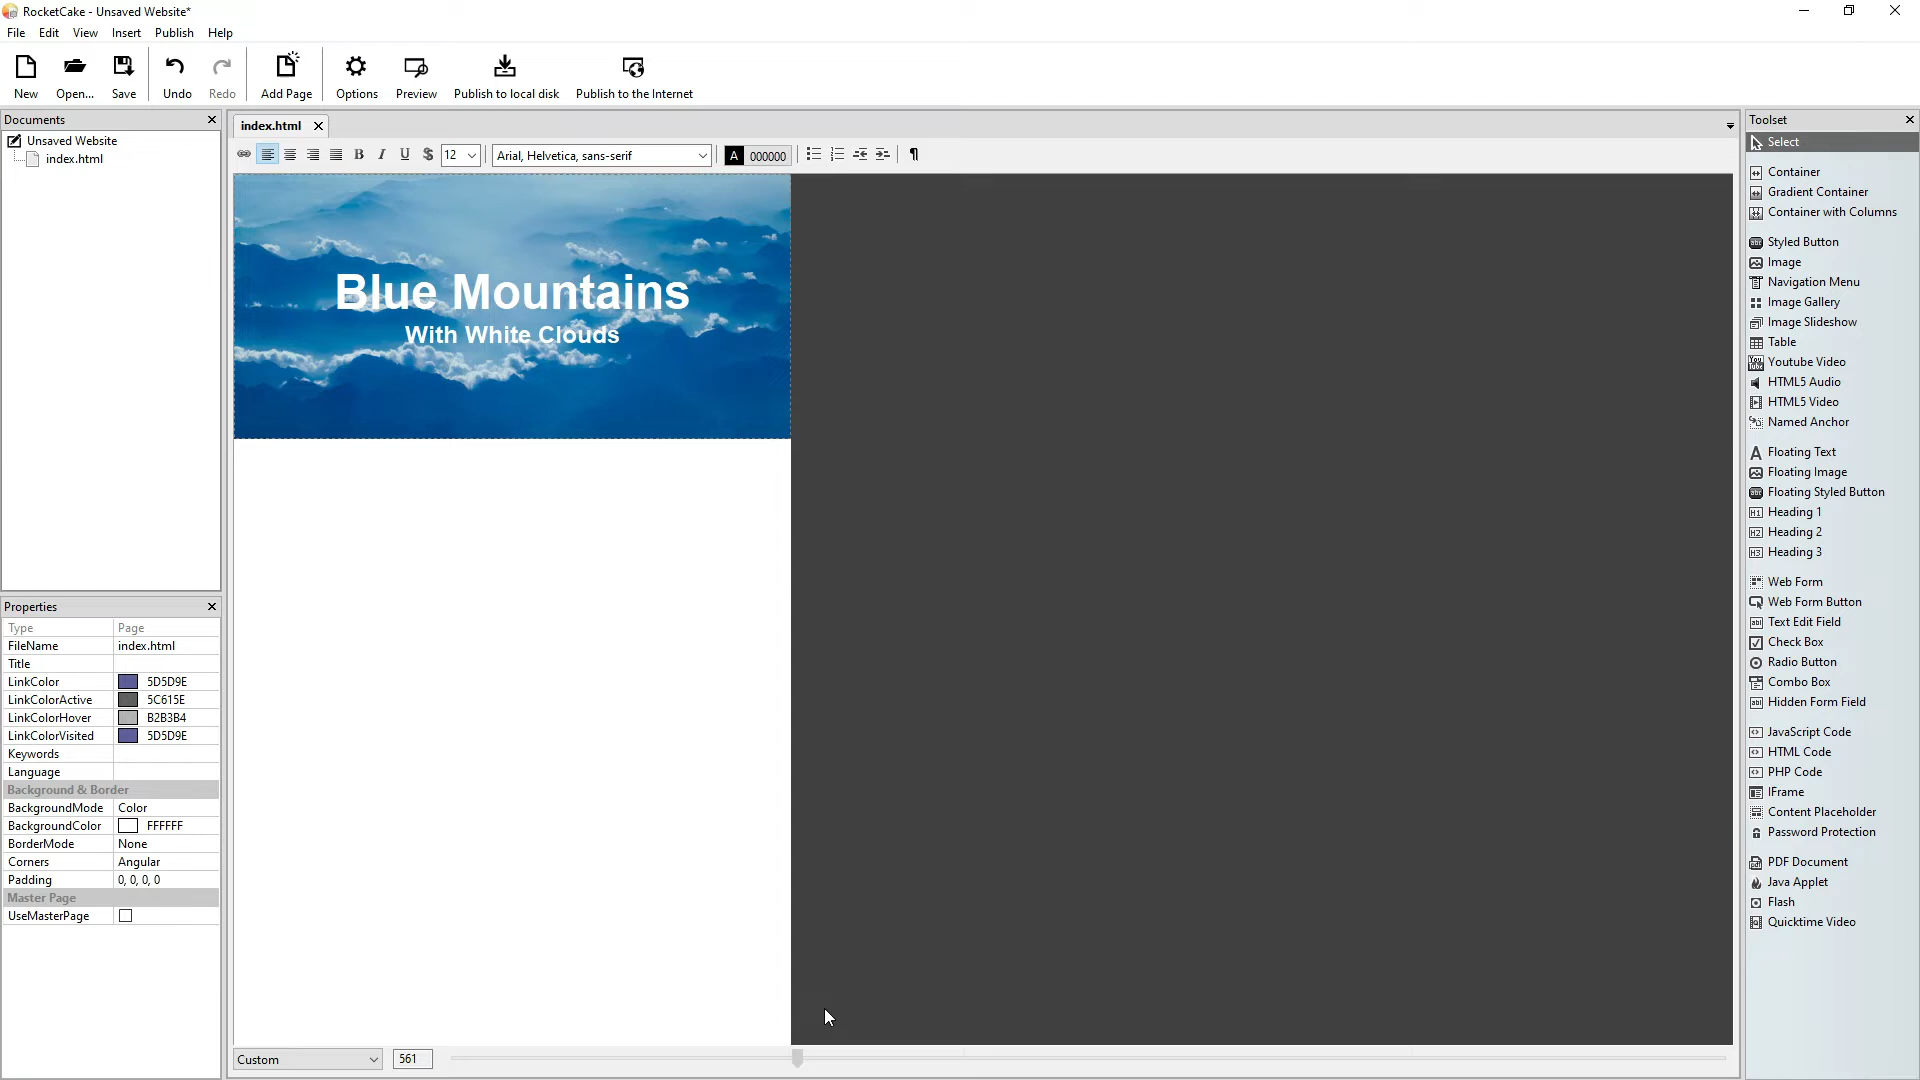 RocketCake - Unsaved Website*
File Edit View Insert Publish Help
New Open... Save Undo Redo Add Page Options Preview Publish to local disk Publish to the Internet
Documents
Unsaved Website
index.html
index.html
12 Arial, Helvetica, sans-serif A 000000
Blue Mountains
With White Clouds
Properties
Type Page
FileName index.html
Title
LinkColor 5D5D9E
LinkColorActive 5C615E
LinkColorHover B2B3B4
LinkColorVisited 5D5D9E
Keywords
Language
Background & Border
BackgroundMode Color
BackgroundColor FFFFFF
BorderMode None
Corners Angular
Padding 0, 0, 0, 0
Master Page
UseMasterPage
Custom 561
Toolset
Select
Container
Gradient Container
Container with Columns
Styled Button
Image
Navigation Menu
Image Gallery
Image Slideshow
Table
Youtube Video
HTML5 Audio
HTML5 Video
Named Anchor
Floating Text
Floating Image
Floating Styled Button
Heading 1
Heading 2
Heading 3
Web Form
Web Form Button
Text Edit Field
Check Box
Radio Button
Combo Box
Hidden Form Field
JavaScript Code
HTML Code
PHP Code
IFrame
Content Placeholder
Password Protection
PDF Document
Java Applet
Flash
Quicktime Video